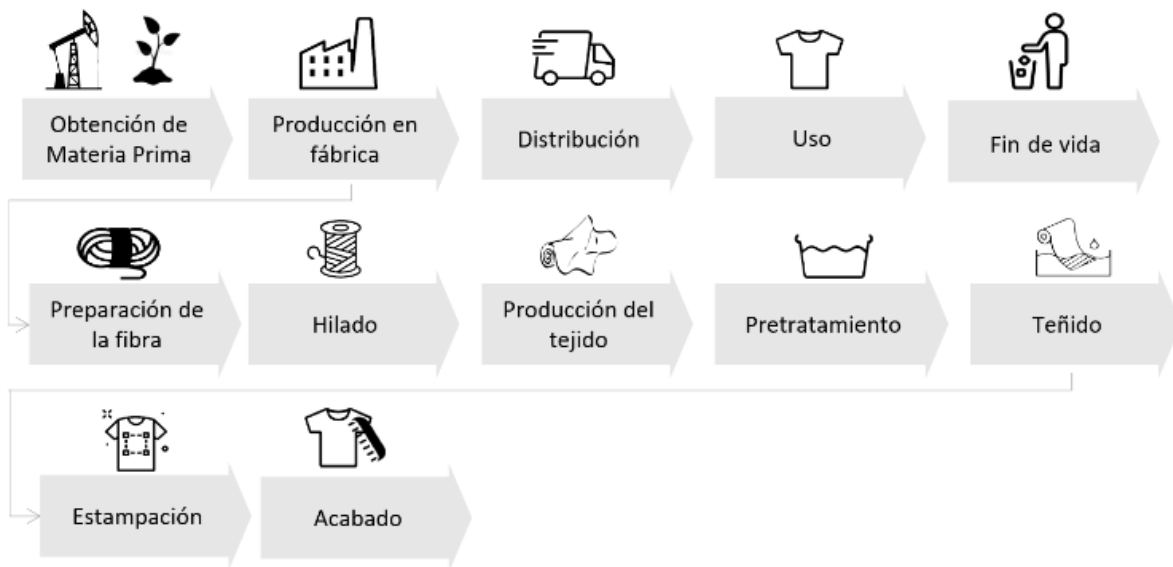 Obtención de
Materia Prima
Producción en
fábrica
Distribución
Uso
Fin de vida
Preparación de
la fibra
Hilado
Producción del
tejido
Pretratamiento
Teñido
Estampación
Acabado